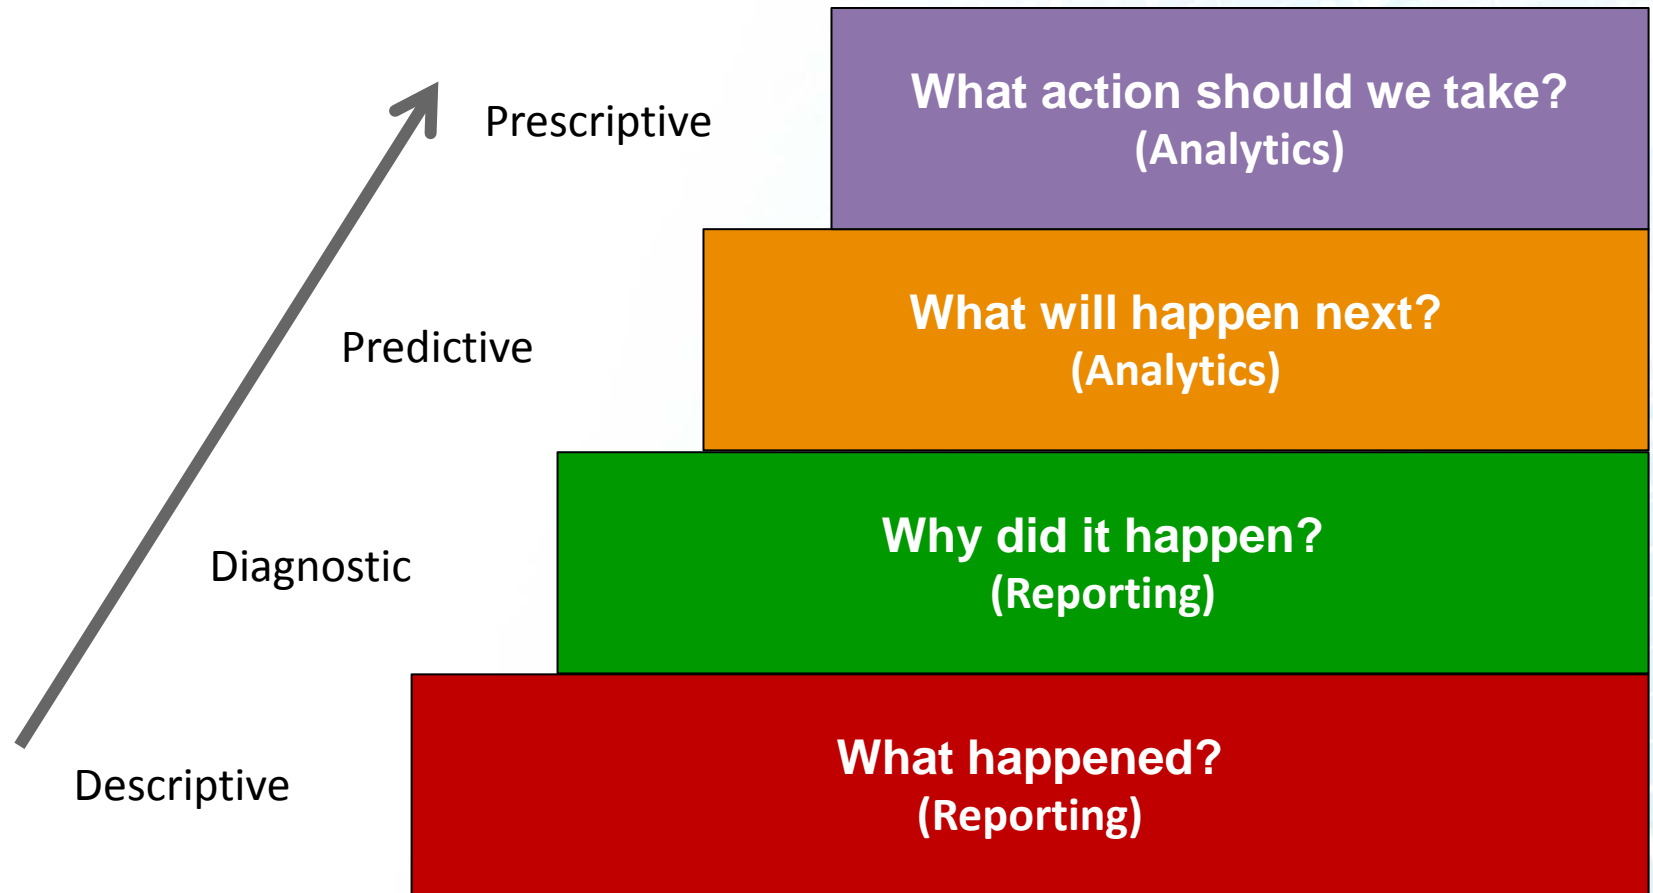 Prescriptive
What action should we take?
(Analytics)
Predictive
What will happen next?
(Analytics)
Diagnostic
Why did it happen?
(Reporting)
Descriptive
What happened?
(Reporting)